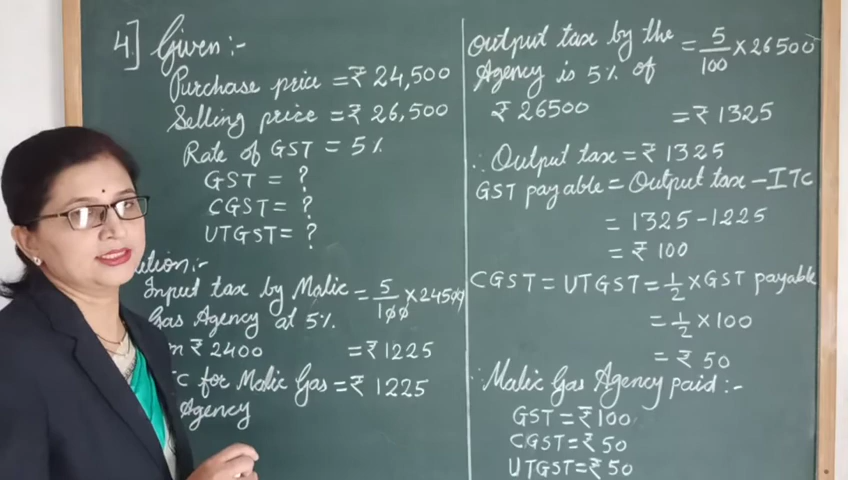 4] Given:-
Purchase price = ₹ 24,500
Selling price = ₹ 26,500
Rate of GST = 5%
GST = ?
CGST = ?
UTGST = ?
ution:-
Input tax by Malic = 5/100 × 24500
Gas Agency at 5%
₹ 2400 = ₹ 1225
C for Malic Gas = ₹ 1225
Agency
Output tax by the = 5/100 × 26500
Agency is 5% of
₹ 26500 = ₹ 1325
∴ Output tax = ₹ 1325
GST payable = Output tax - ITC
= 1325 - 1225
= ₹ 100
CGST = UTGST = 1/2 × GST payable
= 1/2 × 100
= ₹ 50
∴ Malic Gas Agency paid:-
GST = ₹ 100
CGST = ₹ 50
UTGST = ₹ 50